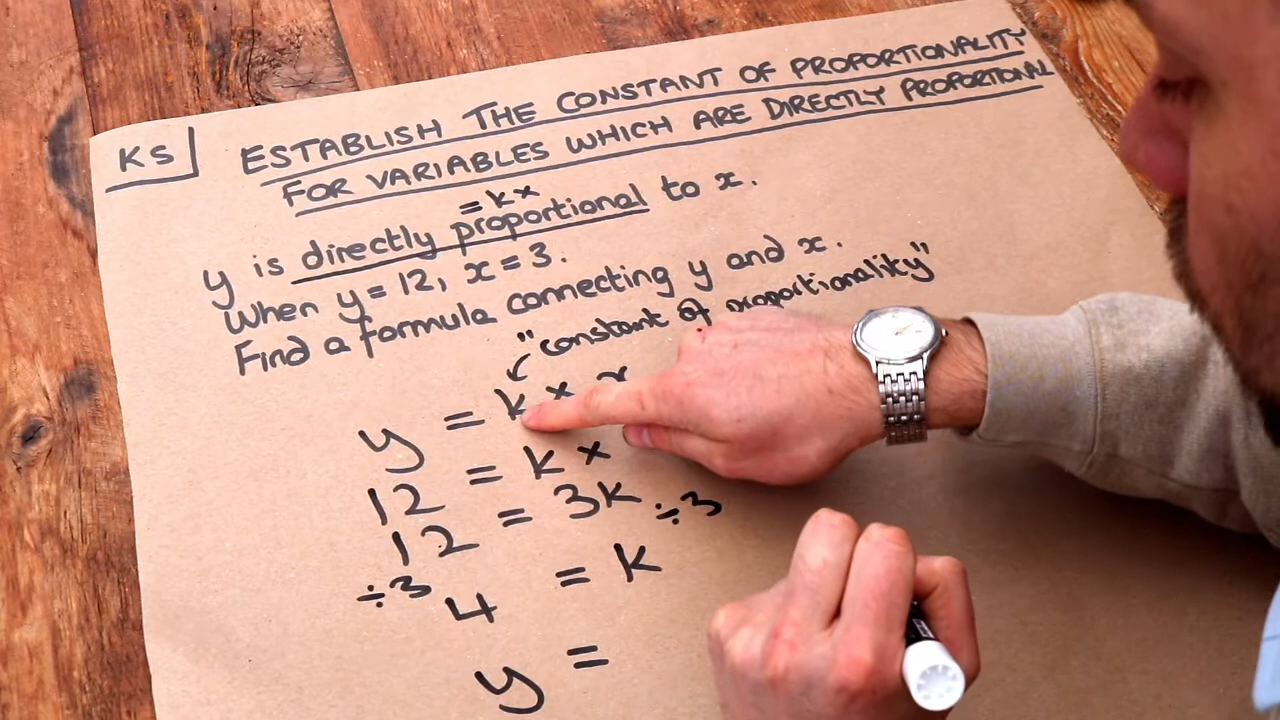 KS
ESTABLISH THE CONSTANT OF PROPORTIONALITY
FOR VARIABLES WHICH ARE DIRECTLY PROPORTIONAL
= k ×
y is directly proportional to x.
When y = 12, x = 3.
Find a formula connecting y and x.
"constant of proportionality"
y = k × x
12 = k ×
12 = 3k
÷3 ÷3
4 = k
y =